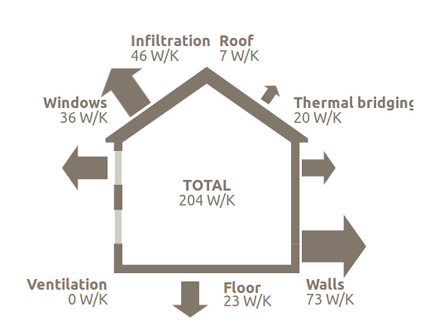 Infiltration Roof
46 W/K 7 W/K
Windows
36 W/K
Thermal bridging
20 W/K
TOTAL
204 W/K
Ventilation
0 W/K
Floor
23 W/K
Walls
73 W/K